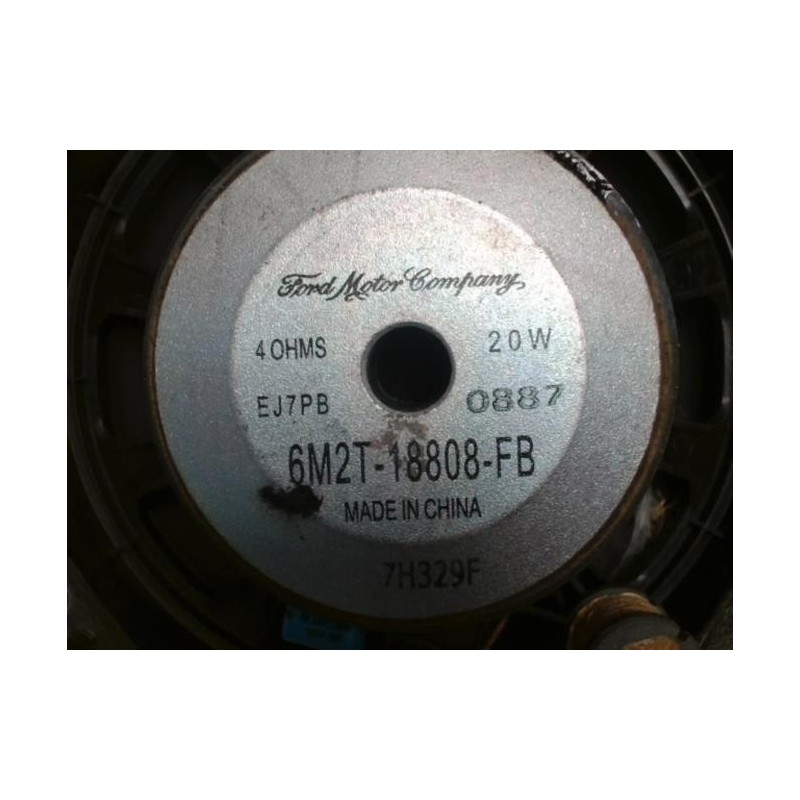 Ford Motor Company
4 OHMS 20W
EJ7PB 0887
6M2T-18808-FB
MADE IN CHINA
7H329F